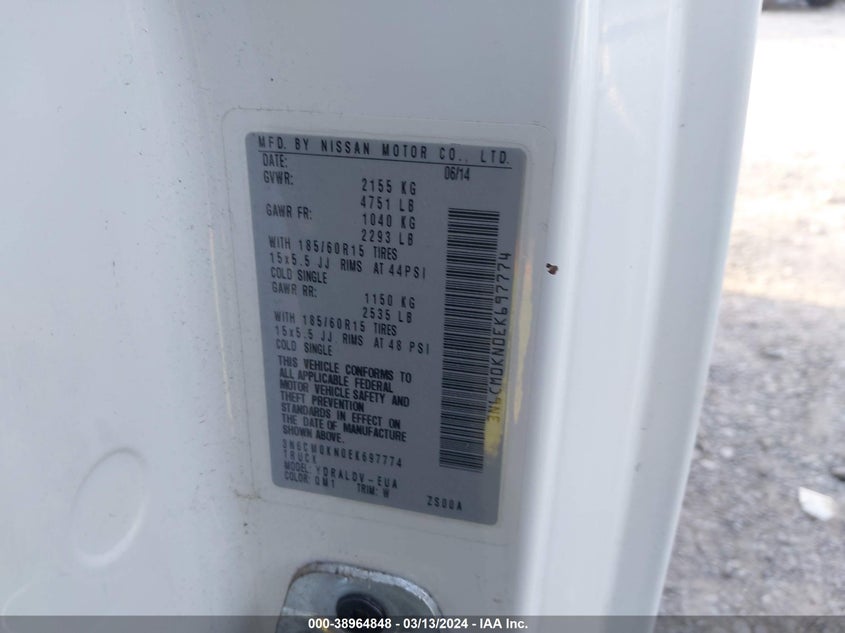 MFD. BY NISSAN MOTOR CO., LTD.
DATE: 06/14
GVWR: 2155 KG
4751 LB
GAWR FR: 1040 KG
2293 LB
WITH 185/60R15 TIRES
15x5.5 JJ RIMS AT 44PSI
COLD SINGLE
GAWR RR: 1150 KG
2535 LB
WITH 185/60R15 TIRES
15x5.5 JJ RIMS AT 48 PSI
COLD SINGLE
THIS VEHICLE CONFORMS TO
ALL APPLICABLE FEDERAL
MOTOR VEHICLE SAFETY AND
THEFT PREVENTION
STANDARDS IN EFFECT ON
THE DATE OF MANUFACTURE
SHOWN ABOVE.
3N6CM0KN0EK697774
TRUCK
MODEL: YDRALDV-EUA
COLOR: QM1 TRIM: W ZS00A
3N6CM0KN0EK697774
000-38964848 - 03/13/2024 - IAA Inc.